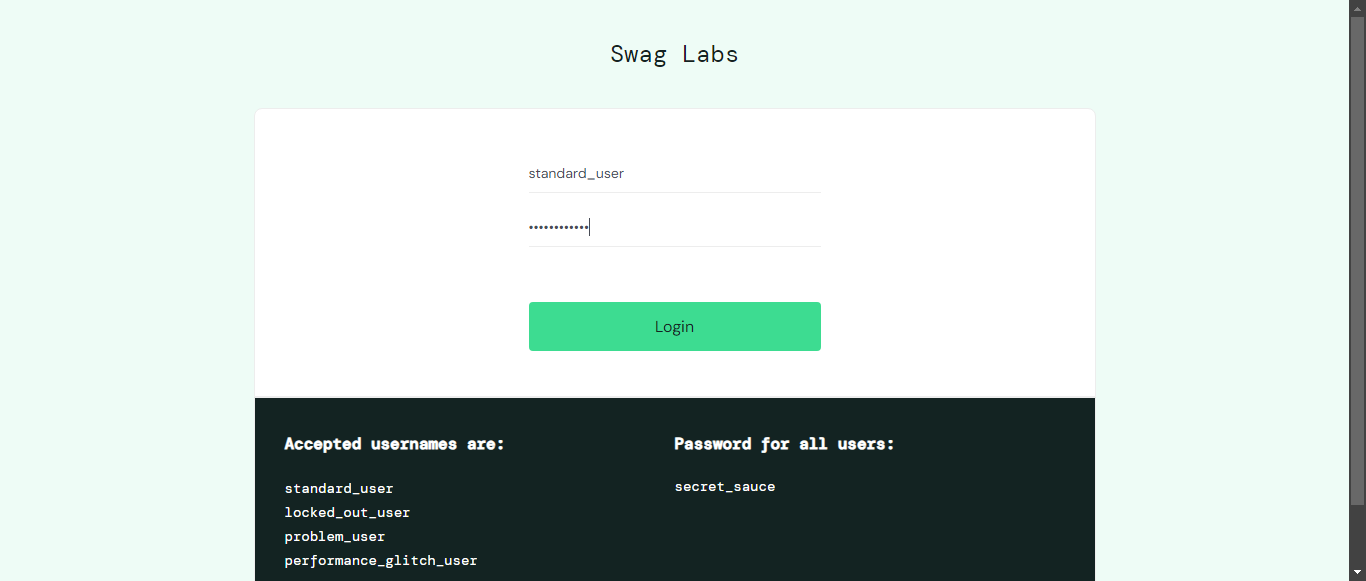 Swag Labs
standard_user
••••••••••••
Login
Accepted usernames are:
standard_user
locked_out_user
problem_user
performance_glitch_user
Password for all users:
secret_sauce